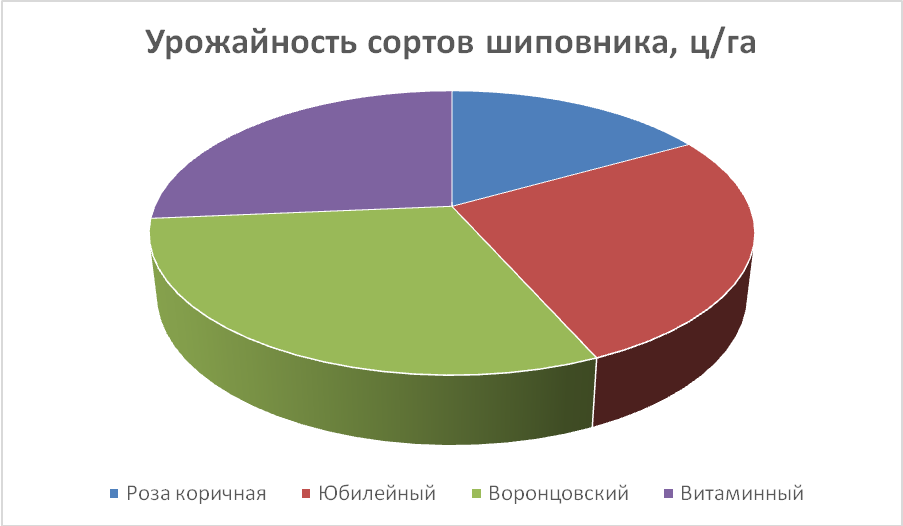 Урожайность сортов шиповника, ц/га
Роза коричная Юбилейный Воронцовский Витаминный